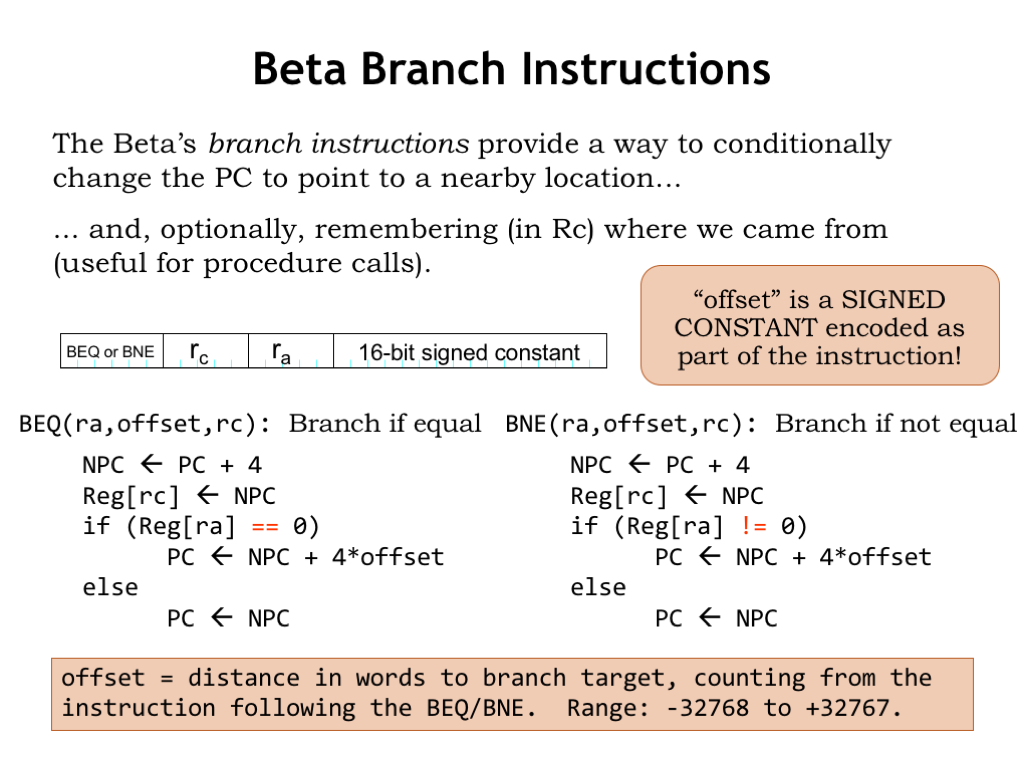 Beta Branch Instructions
The Beta’s branch instructions provide a way to conditionally
change the PC to point to a nearby location…
… and, optionally, remembering (in Rc) where we came from
(useful for procedure calls).
“offset” is a SIGNED
CONSTANT encoded as
part of the instruction!
BEQ or BNE rc ra 16-bit signed constant
BEQ(ra,offset,rc): Branch if equal
NPC ← PC + 4
Reg[rc] ← NPC
if (Reg[ra] == 0)
PC ← NPC + 4*offset
else
PC ← NPC
BNE(ra,offset,rc): Branch if not equal
NPC ← PC + 4
Reg[rc] ← NPC
if (Reg[ra] != 0)
PC ← NPC + 4*offset
else
PC ← NPC
offset = distance in words to branch target, counting from the
instruction following the BEQ/BNE. Range: -32768 to +32767.